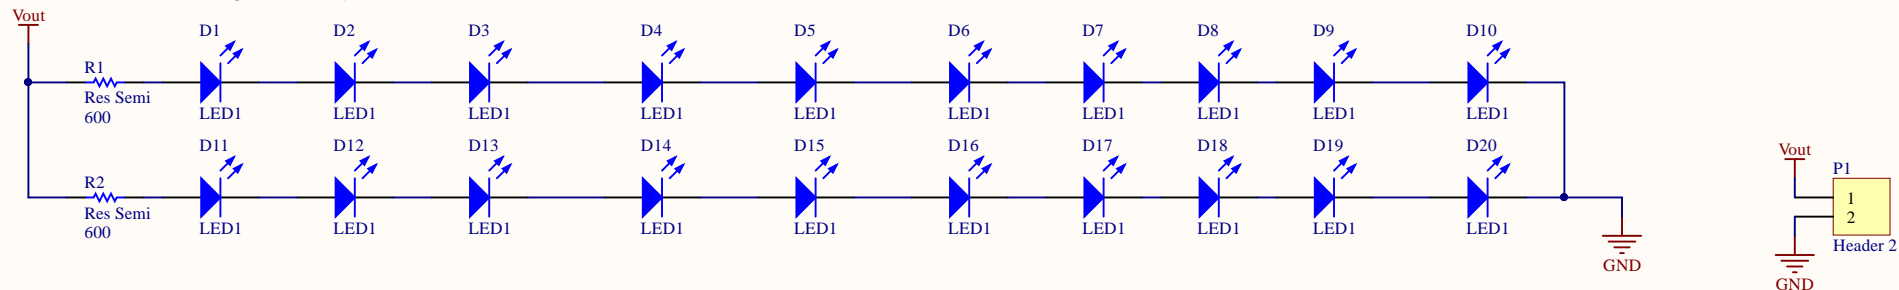 Vout
D1 D2 D3 D4 D5 D6 D7 D8 D9 D10
R1
Res Semi
600
LED1 LED1 LED1 LED1 LED1 LED1 LED1 LED1 LED1 LED1
D11 D12 D13 D14 D15 D16 D17 D18 D19 D20
R2
Res Semi
600
LED1 LED1 LED1 LED1 LED1 LED1 LED1 LED1 LED1 LED1
GND
Vout
P1
1
2
Header 2
GND